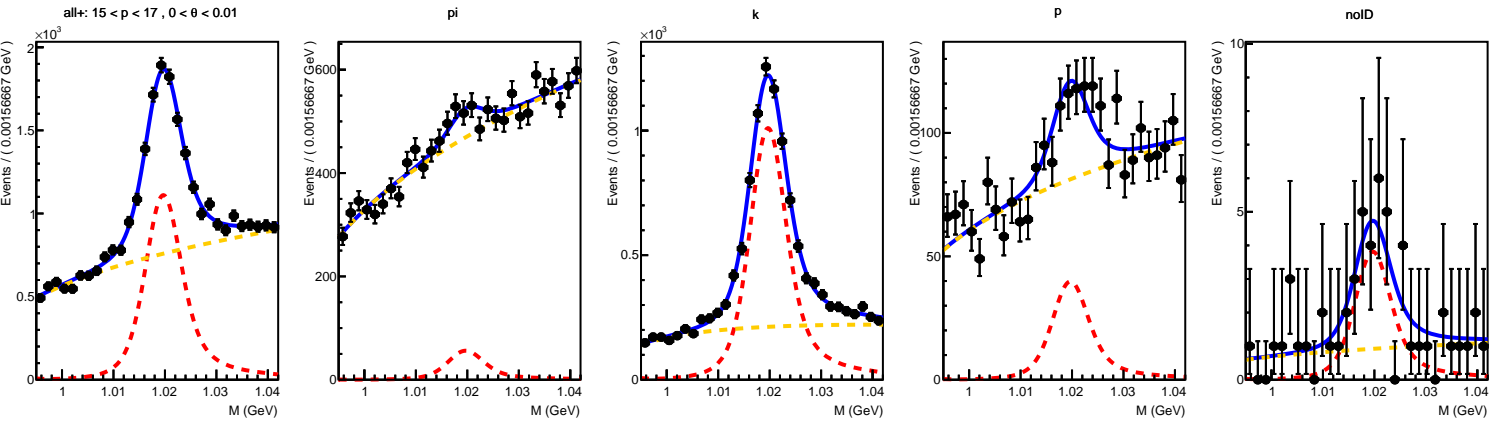 all+: 15 < p < 17 , 0 < θ < 0.01
×10³
Events / ( 0.00156667 GeV )
2
1.5
1
0.5
0
1 1.01 1.02 1.03 1.04
M (GeV)
pi
Events / ( 0.00156667 GeV )
600
400
200
0
1 1.01 1.02 1.03 1.04
M (GeV)
k
×10³
Events / ( 0.00156667 GeV )
1
0.5
0
1 1.01 1.02 1.03 1.04
M (GeV)
p
Events / ( 0.00156667 GeV )
100
50
0
1 1.01 1.02 1.03 1.04
M (GeV)
noID
Events / ( 0.00156667 GeV )
10
5
0
1 1.01 1.02 1.03 1.04
M (GeV)